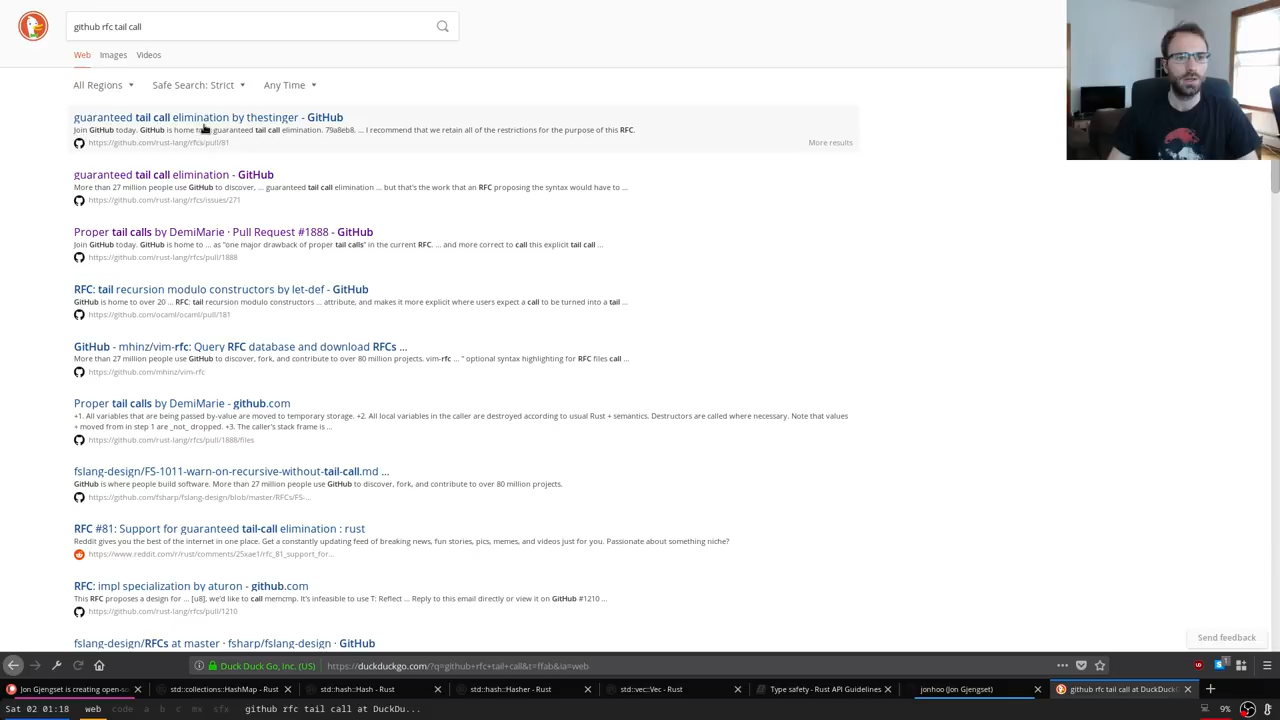 github rfc tail call
Web Images Videos
All Regions Safe Search: Strict Any Time
guaranteed tail call elimination by thestinger - GitHub
Join GitHub today. GitHub is home to guaranteed tail call elimination. 79a8eb8. ... I recommend that we retain all of the restrictions for the purpose of this RFC.
https://github.com/rust-lang/rfcs/pull/81
More results
guaranteed tail call elimination - GitHub
More than 27 million people use GitHub to discover, ... guaranteed tail call elimination ... but that's the work that an RFC proposing the syntax would have to ...
https://github.com/rust-lang/rfcs/issues/271
Proper tail calls by DemiMarie · Pull Request #1888 - GitHub
Join GitHub today. GitHub is home to ... as "one major drawback of proper tail calls" in the current RFC. ... and more correct to call this explicit tail call ...
https://github.com/rust-lang/rfcs/pull/1888
RFC: tail recursion modulo constructors by let-def - GitHub
GitHub is home to over 20 ... RFC: tail recursion modulo constructors ... attribute, and makes it more explicit where users expect a call to be turned into a tail ...
https://github.com/ocaml/ocaml/pull/181
GitHub - mhinz/vim-rfc: Query RFC database and download RFCs ...
More than 27 million people use GitHub to discover, fork, and contribute to over 80 million projects. vim-rfc ... " optional syntax highlighting for RFC files call ...
https://github.com/mhinz/vim-rfc
Proper tail calls by DemiMarie - github.com
+1. All variables that are being passed by-value are moved to temporary storage. +2. All local variables in the caller are destroyed according to usual Rust + semantics. Destructors are called where necessary. Note that values
+ moved from in step 1 are _not_ dropped. +3. The caller's stack frame is ...
https://github.com/rust-lang/rfcs/pull/1888/files
fslang-design/FS-1011-warn-on-recursive-without-tail-call.md ...
GitHub is where people build software. More than 27 million people use GitHub to discover, fork, and contribute to over 80 million projects.
https://github.com/fsharp/fslang-design/blob/master/RFCs/FS-...
RFC #81: Support for guaranteed tail-call elimination : rust
Reddit gives you the best of the internet in one place. Get a constantly updating feed of breaking news, fun stories, pics, memes, and videos just for you. Passionate about something niche?
https://www.reddit.com/r/rust/comments/25xae1/rfc_81_support_for...
RFC: impl specialization by aturon - github.com
This RFC proposes a design for ... [u8], we'd like to call memcmp. It's infeasible to use T: Reflect ... Reply to this email directly or view it on GitHub #1210 ...
https://github.com/rust-lang/rfcs/pull/1210
fslang-design/RFCs at master · fsharp/fslang-design · GitHub
Send feedback
Duck Duck Go, Inc. (US) https://duckduckgo.com/?q=github+rfc+tail+call&t=ffab&ia=web
Jon Gjengset is creating open-so std::collections::HashMap - Rust std::hash::Hash - Rust std::hash::Hasher - Rust std::vec::Vec - Rust Type safety - Rust API Guidelines jonhoo (Jon Gjengset) github rfc tail call at DuckDuck
Sat 02 01:18 web code a b c mx sfx github rfc tail call at DuckDu... 9%